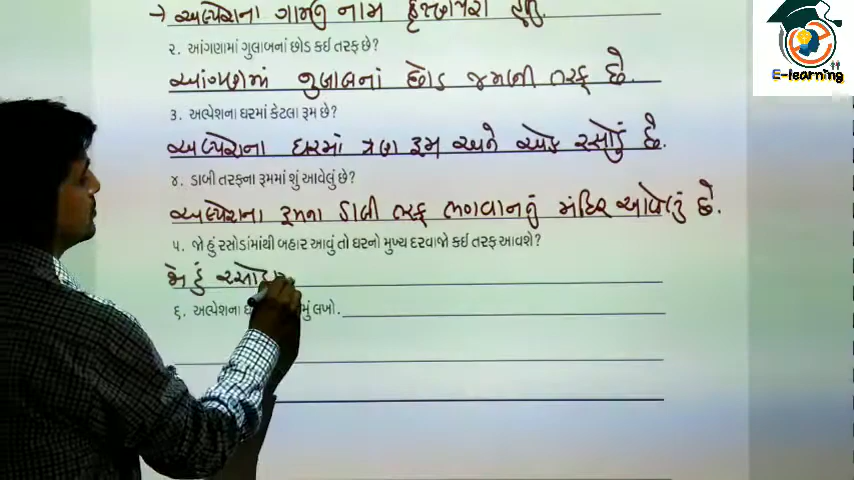 → અલ્પેશના ગામનું નામ
E-learning
૨. આંગણામાં ગુલાબનાં છોડ કઈ તરફ છે?
આંગણામાં ગુલાબનાં છોડ જમણી તરફ છે.
૩. અલ્પેશના ઘરમાં કેટલા રૂમ છે?
અલ્પેશના ઘરમાં ત્રણ રૂમ અને એક રસોડું છે.
૪. ડાબી તરફના રૂમમાં શું આવેલું છે?
અલ્પેશના રૂમના ડાબી તરફ ભગવાનનું મંદિર આવેલું છે.
૫. જો હું રસોડાંમાંથી બહાર આવું તો ઘરનો મુખ્ય દરવાજો કઈ તરફ આવશે?
જો હું રસોડા
૬. અલ્પેશના લખો.